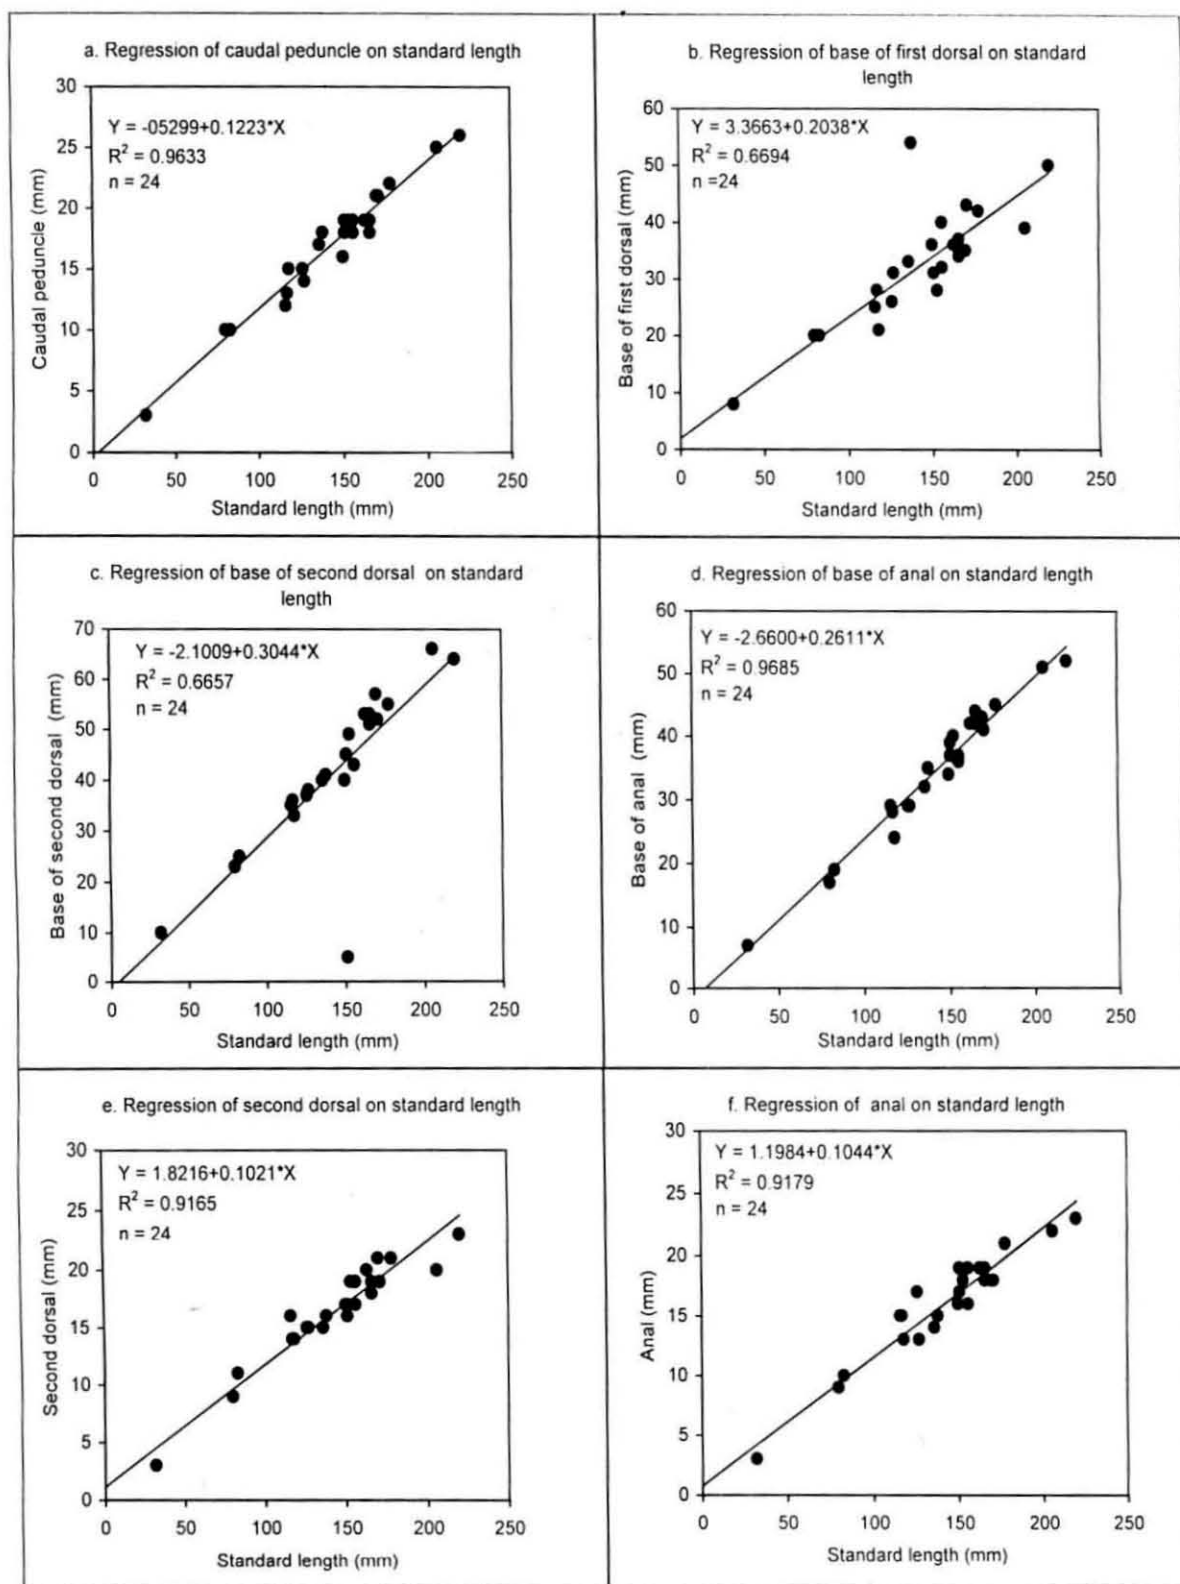 a. Regression of caudal peduncle on standard length
Y = -05299+0.1223*X
R² = 0.9633
n = 24
30
25
20
15
10
5
0
Caudal peduncle (mm)
0 50 100 150 200 250
Standard length (mm)
b. Regression of base of first dorsal on standard
length
Y = 3.3663+0.2038*X
R² = 0.6694
n =24
60
50
40
30
20
10
0
Base of first dorsal (mm)
0 50 100 150 200 250
Standard length (mm)
c. Regression of base of second dorsal on standard
length
Y = -2.1009+0.3044*X
R² = 0.6657
n = 24
70
60
50
40
30
20
10
0
Base of second dorsal (mm)
0 50 100 150 200 250
Standard length (mm)
d. Regression of base of anal on standard length
Y = -2.6600+0.2611*X
R² = 0.9685
n = 24
60
50
40
30
20
10
0
Base of anal (mm)
0 50 100 150 200 250
Standard length (mm)
e. Regression of second dorsal on standard length
Y = 1.8216+0.1021*X
R² = 0.9165
n = 24
30
25
20
15
10
5
0
Second dorsal (mm)
0 50 100 150 200 250
Standard length (mm)
f. Regression of anal on standard length
Y = 1.1984+0.1044*X
R² = 0.9179
n = 24
30
25
20
15
10
5
0
Anal (mm)
0 50 100 150 200 250
Standard length (mm)